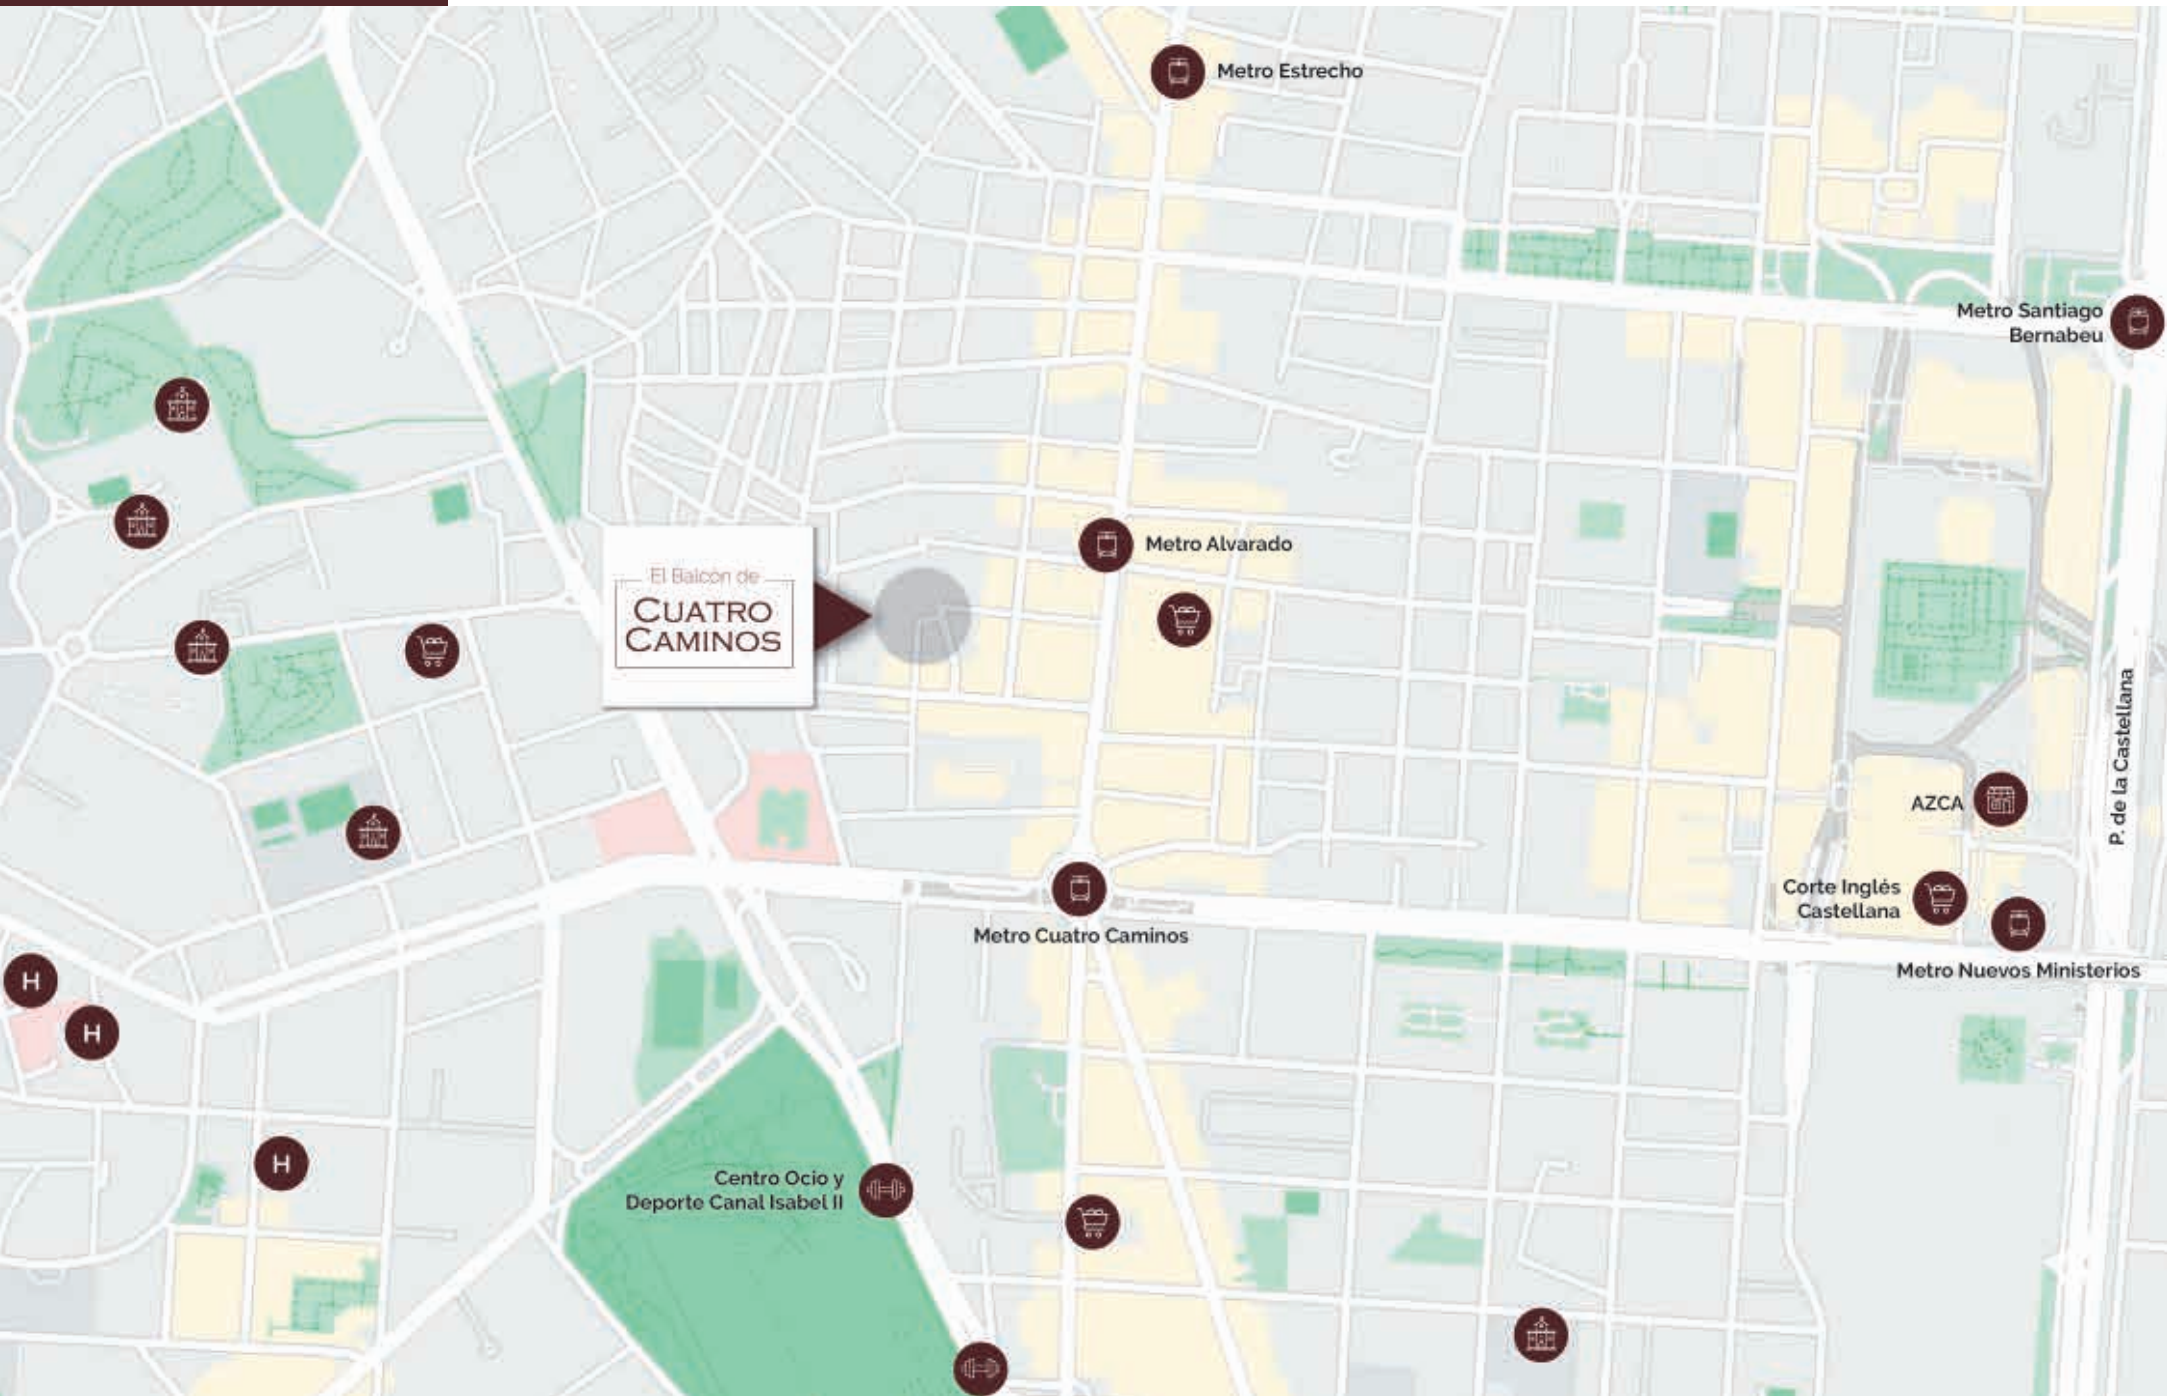 Metro Estrecho
Metro Santiago
Bernabeu
Metro Alvarado
El Balcón de
CUATRO
CAMINOS
P. de la Castellana
AZCA
Corte Inglés
Castellana
Metro Cuatro Caminos
Metro Nuevos Ministerios
H
H
H
Centro Ocio y
Deporte Canal Isabel II